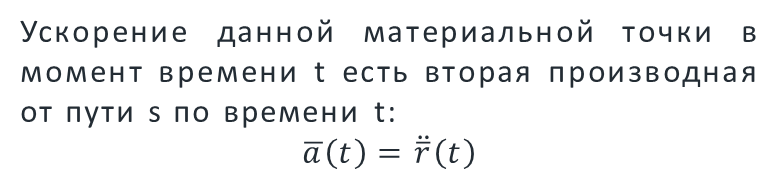 Ускорение данной материальной точки в
момент времени t есть вторая производная
от пути s по времени t:
a̅(t) = r̈̅(t)